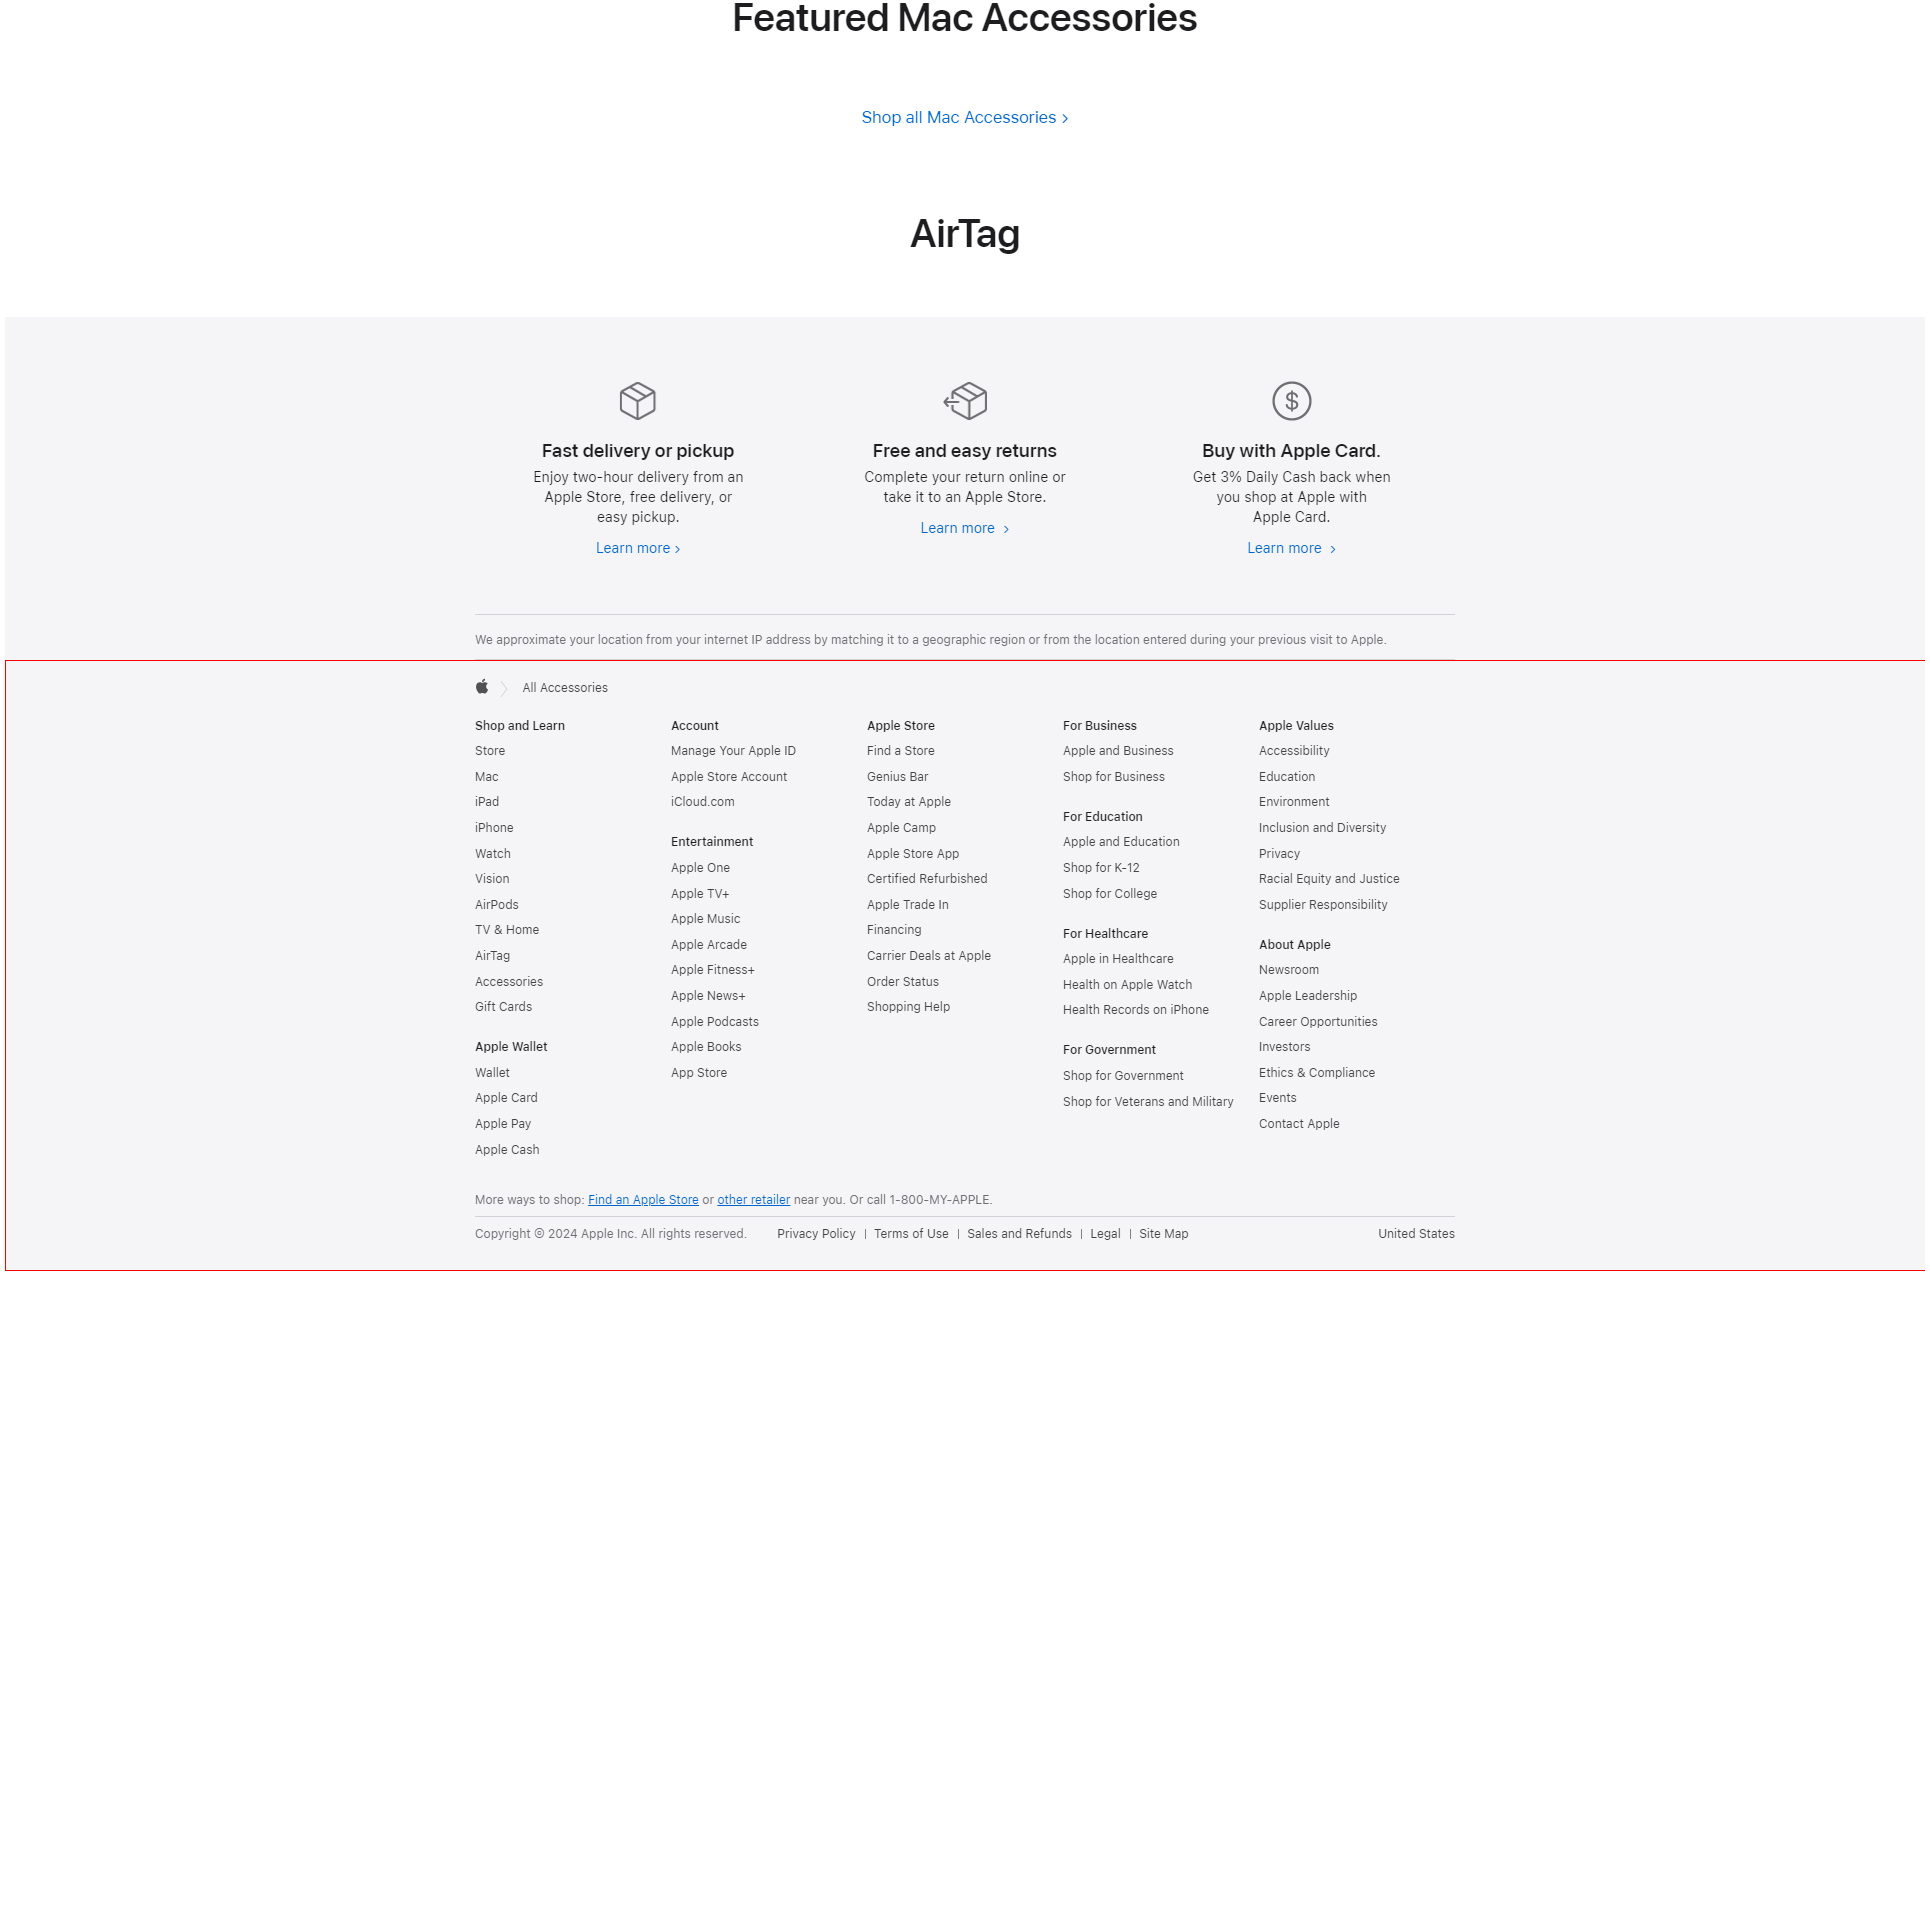 Featured Mac Accessories
Shop all Mac Accessories
AirTag
Fast delivery or pickup
Enjoy two-hour delivery from an
Apple Store, free delivery, or
easy pickup.
Learn more
Free and easy returns
Complete your return online or
take it to an Apple Store.
Learn more
Buy with Apple Card.
Get 3% Daily Cash back when
you shop at Apple with
Apple Card.
Learn more
We approximate your location from your internet IP address by matching it to a geographic region or from the location entered during your previous visit to Apple.
All Accessories
Shop and Learn
Store
Mac
iPad
iPhone
Watch
Vision
AirPods
TV & Home
AirTag
Accessories
Gift Cards
Apple Wallet
Wallet
Apple Card
Apple Pay
Apple Cash
Account
Manage Your Apple ID
Apple Store Account
iCloud.com
Entertainment
Apple One
Apple TV+
Apple Music
Apple Arcade
Apple Fitness+
Apple News+
Apple Podcasts
Apple Books
App Store
Apple Store
Find a Store
Genius Bar
Today at Apple
Apple Camp
Apple Store App
Certified Refurbished
Apple Trade In
Financing
Carrier Deals at Apple
Order Status
Shopping Help
For Business
Apple and Business
Shop for Business
For Education
Apple and Education
Shop for K-12
Shop for College
For Healthcare
Apple in Healthcare
Health on Apple Watch
Health Records on iPhone
For Government
Shop for Government
Shop for Veterans and Military
Apple Values
Accessibility
Education
Environment
Inclusion and Diversity
Privacy
Racial Equity and Justice
Supplier Responsibility
About Apple
Newsroom
Apple Leadership
Career Opportunities
Investors
Ethics & Compliance
Events
Contact Apple
More ways to shop: Find an Apple Store or other retailer near you. Or call 1-800-MY-APPLE.
Copyright © 2024 Apple Inc. All rights reserved. Privacy Policy | Terms of Use | Sales and Refunds | Legal | Site Map United States